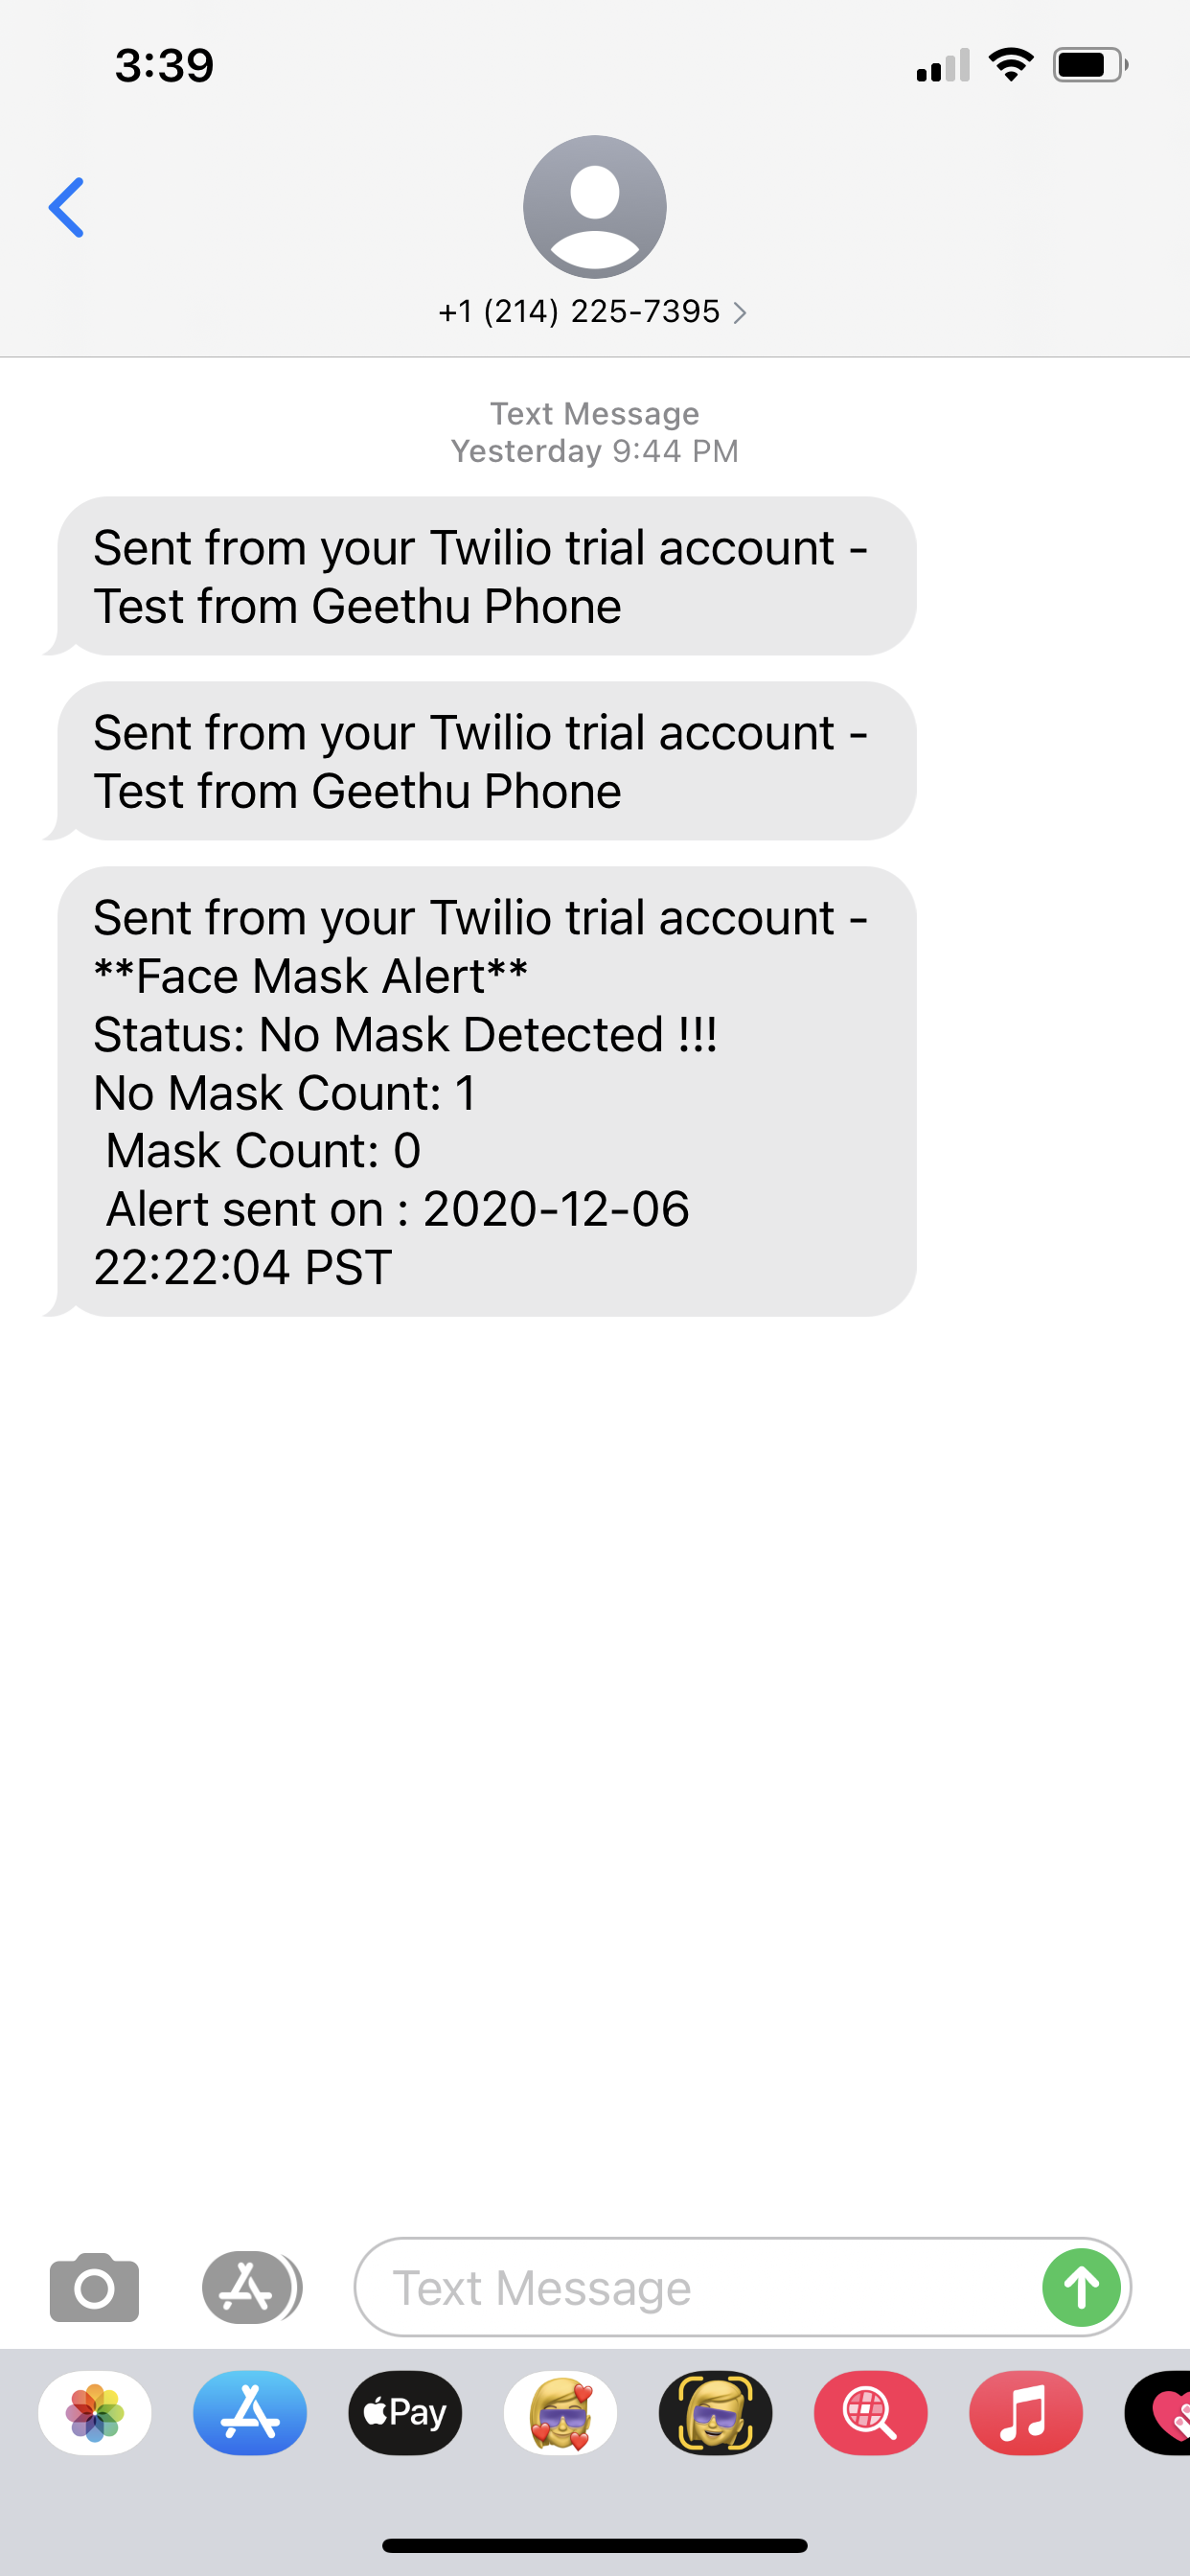 3:39
+1 (214) 225-7395
Text Message
Yesterday 9:44 PM
Sent from your Twilio trial account -
Test from Geethu Phone
Sent from your Twilio trial account -
Test from Geethu Phone
Sent from your Twilio trial account -
**Face Mask Alert**
Status: No Mask Detected !!!
No Mask Count: 1
Mask Count: 0
Alert sent on : 2020-12-06
22:22:04 PST
Text Message
Pay